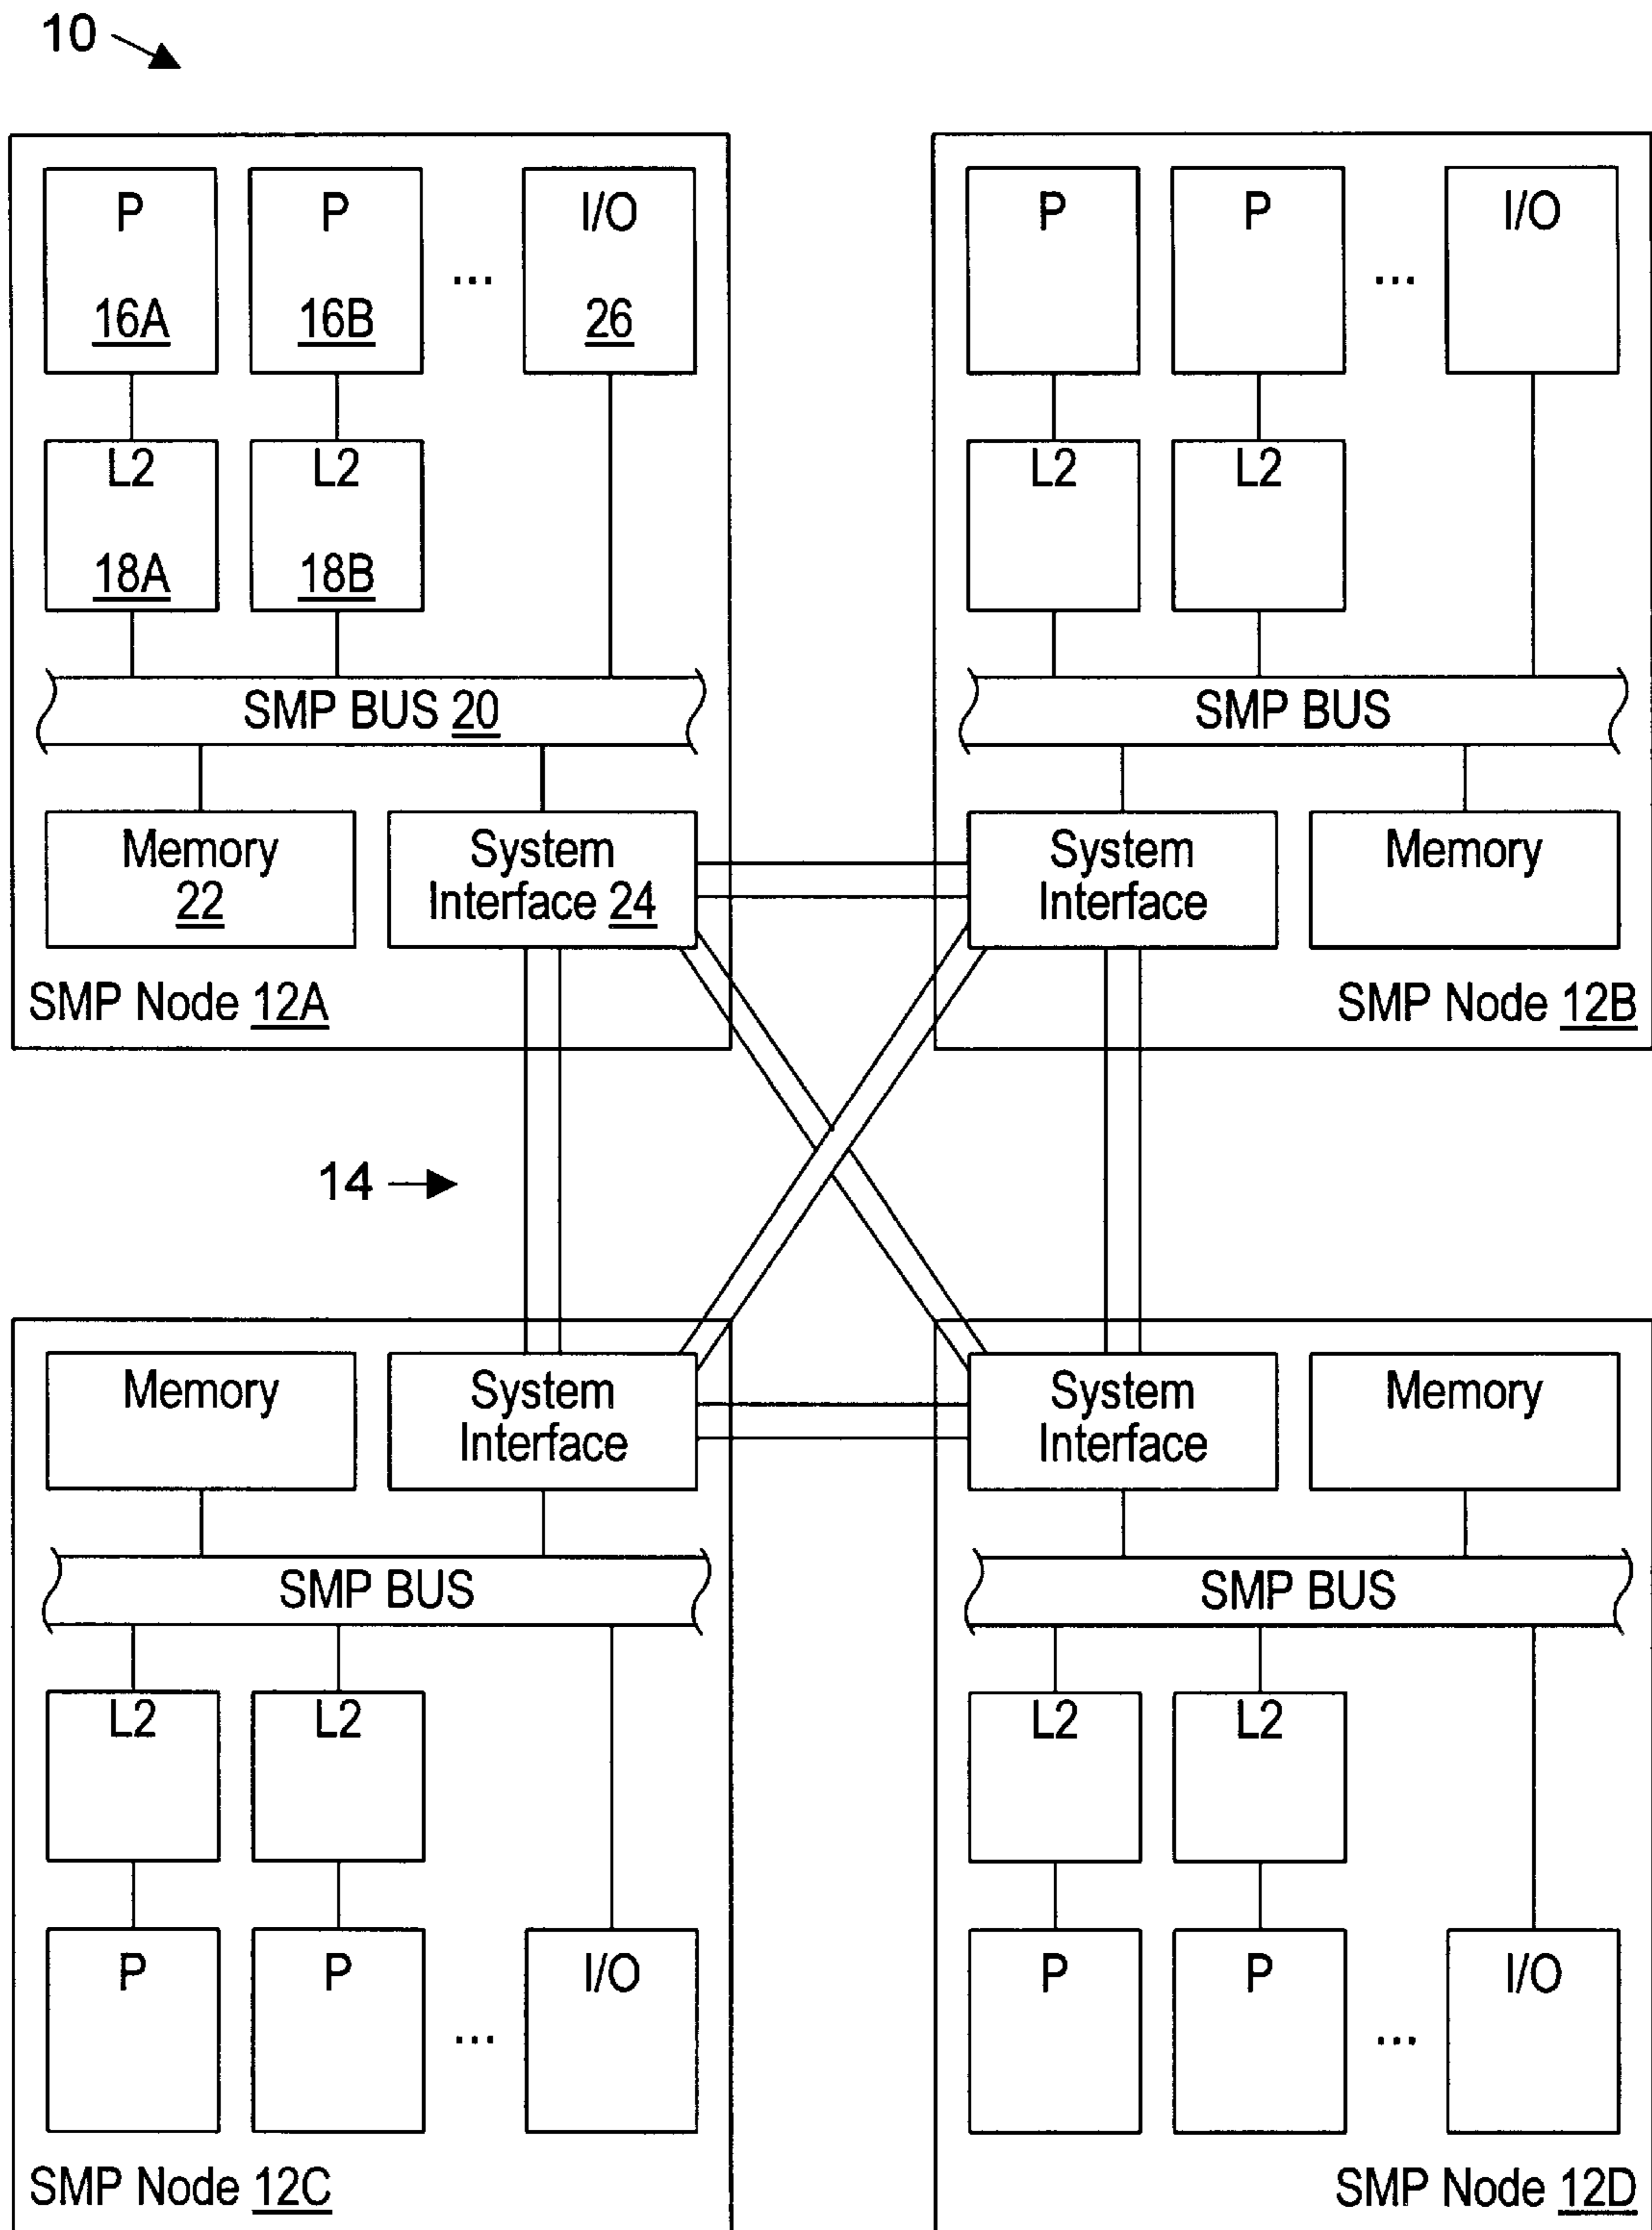 10
P P ... I/O
16A 16B 26
L2 L2
18A 18B
SMP BUS 20
Memory
22
System
Interface 24
SMP Node 12A
P P ... I/O
L2 L2
SMP BUS
System
Interface
Memory
SMP Node 12B
14
Memory
System
Interface
SMP BUS
L2 L2
P P ... I/O
SMP Node 12C
System
Interface
Memory
SMP BUS
L2 L2
P P ... I/O
SMP Node 12D